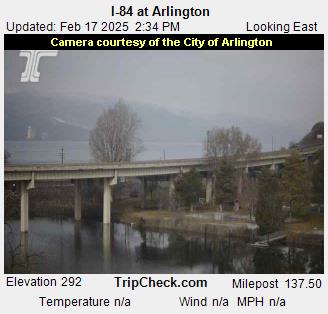 I-84 at Arlington
Updated: Feb 17 2025 2:34 PM Looking East
Camera courtesy of the City of Arlington
Elevation 292 TripCheck.com Milepost 137.50
Temperature n/a Wind n/a MPH n/a